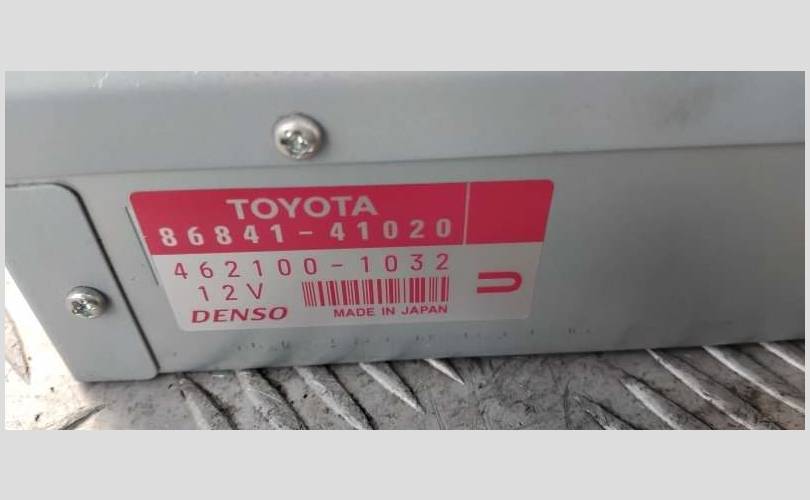 TOYOTA
86841-41020
462100-1032
12V
DENSO MADE IN JAPAN
U